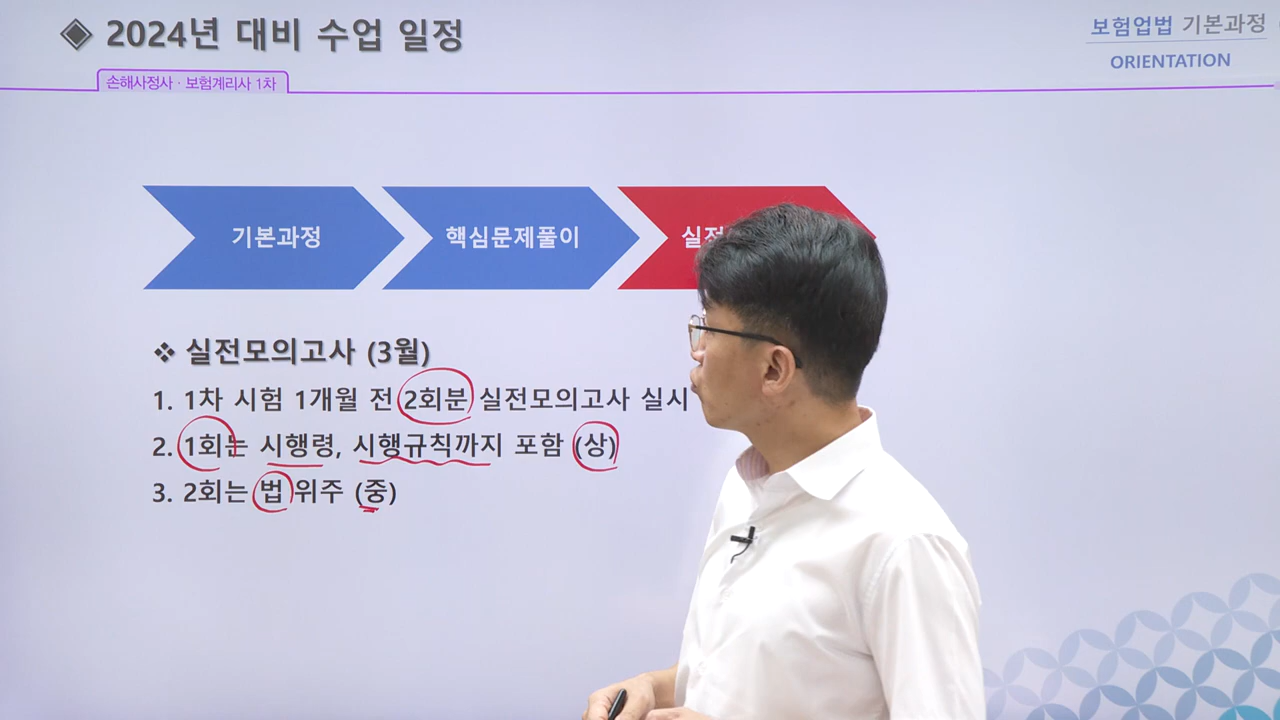 ◈ 2024년 대비 수업 일정
보험업법 기본과정
ORIENTATION
손해사정사 · 보험계리사 1차
기본과정
핵심문제풀이
❖ 실전모의고사 (3월)
1. 1차 시험 1개월 전 2회분 실전모의고사 실시
2. 1회는 시행령, 시행규칙까지 포함 (상)
3. 2회는 법 위주 (중)